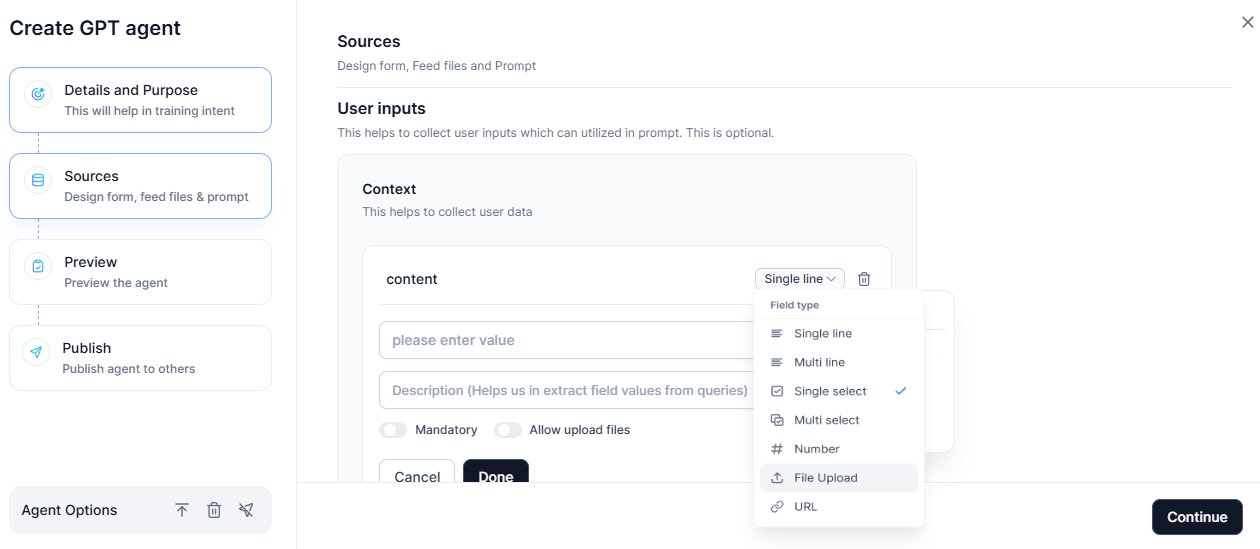 Create GPT agent
Details and Purpose
This will help in training intent
Sources
Design form, feed files & prompt
Preview
Preview the agent
Publish
Publish agent to others
Agent Options
Sources
Design form, Feed files and Prompt
User inputs
This helps to collect user inputs which can utilized in prompt. This is optional.
Context
This helps to collect user data
content
Single line
please enter value
Description (Helps us in extract field values from queries)
Mandatory
Allow upload files
Cancel
Done
Field type
Single line
Multi line
Single select
Multi select
Number
File Upload
URL
Continue